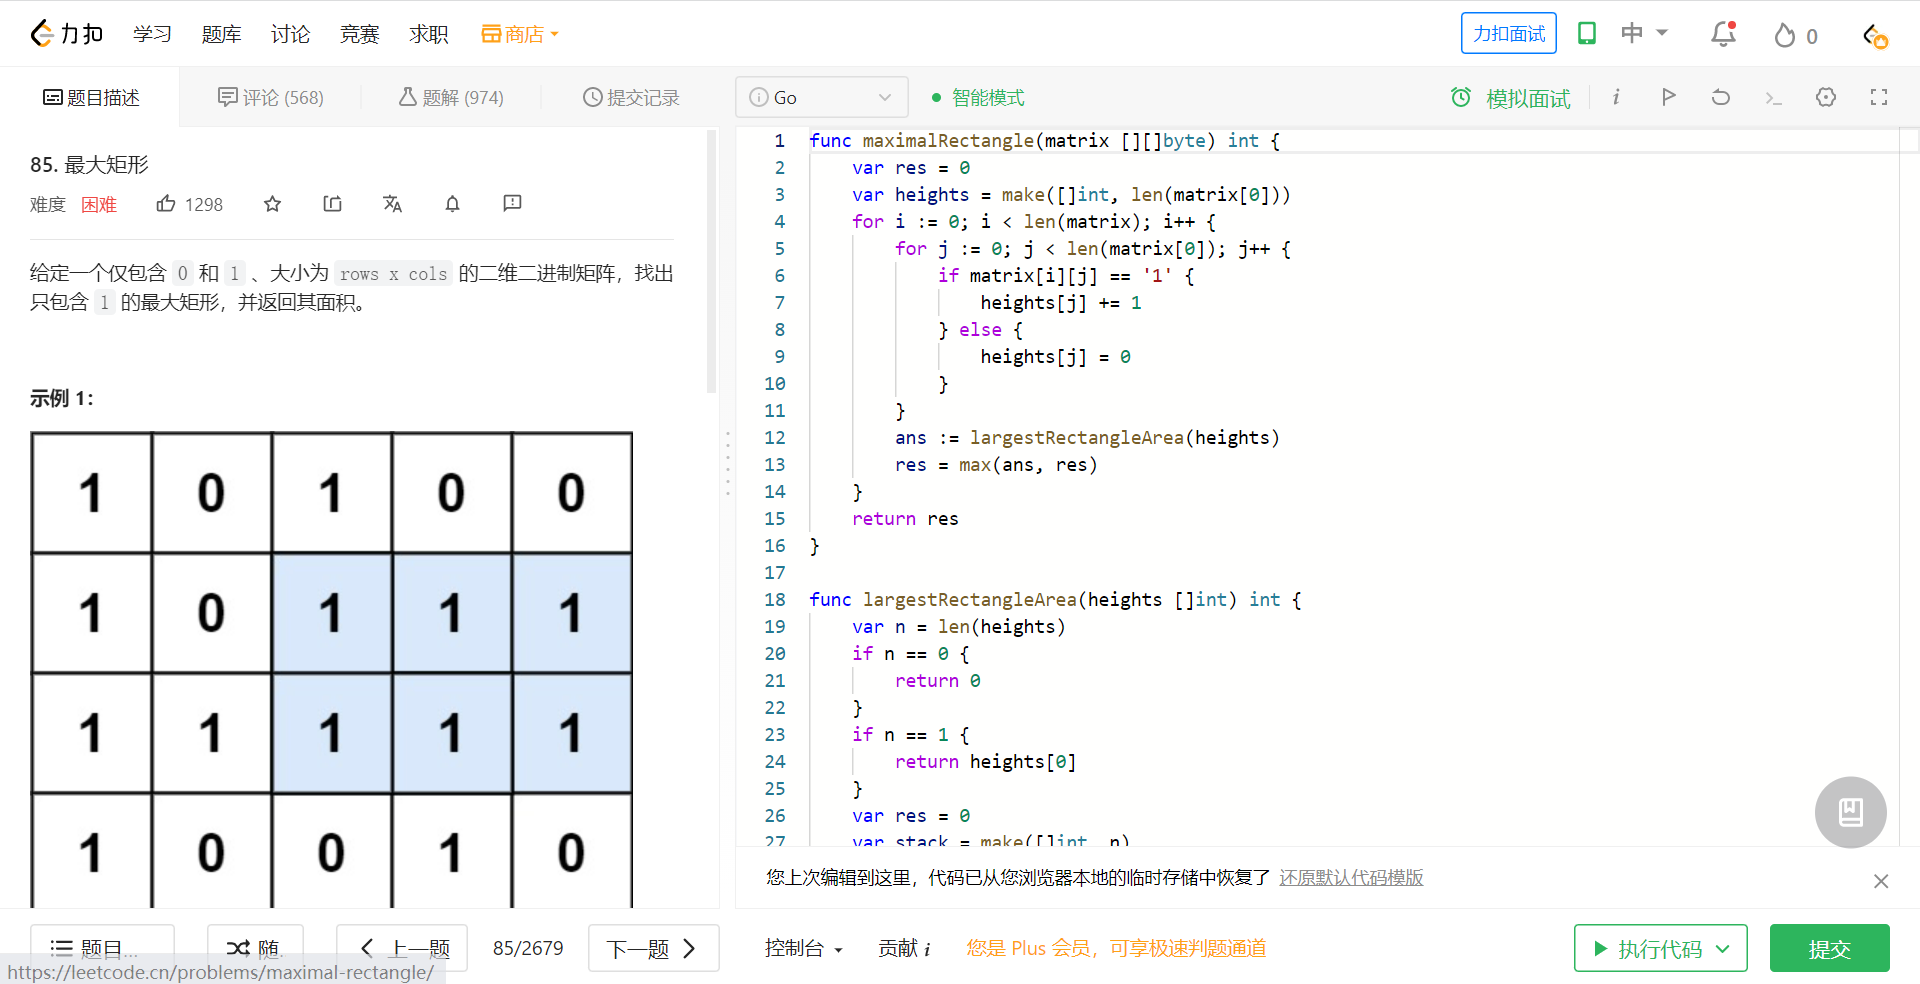 力扣 学习 题库 讨论 竞赛 求职 商店 力扣面试 中 0
题目描述 评论 (568) 题解 (974) 提交记录
85. 最大矩形
难度 困难 1298
给定一个仅包含 0 和 1 、大小为 rows x cols 的二维二进制矩阵，找出
只包含 1 的最大矩形，并返回其面积。
示例 1：
1 0 1 0 0
1 0 1 1 1
1 1 1 1 1
1 0 0 1 0
题目... 随. 上一题 85/2679 下一题
https://leetcode.cn/problems/maximal-rectangle/
Go 智能模式 模拟面试 i
1 func maximalRectangle(matrix [][]byte) int {
2 var res = 0
3 var heights = make([]int, len(matrix[0]))
4 for i := 0; i < len(matrix); i++ {
5 for j := 0; j < len(matrix[0]); j++ {
6 if matrix[i][j] == '1' {
7 heights[j] += 1
8 } else {
9 heights[j] = 0
10 }
11 }
12 ans := largestRectangleArea(heights)
13 res = max(ans, res)
14 }
15 return res
16 }
17
18 func largestRectangleArea(heights []int) int {
19 var n = len(heights)
20 if n == 0 {
21 return 0
22 }
23 if n == 1 {
24 return heights[0]
25 }
26 var res = 0
27 var stack = make([]int, n)
您上次编辑到这里，代码已从您浏览器本地的临时存储中恢复了 还原默认代码模版
控制台 贡献 i 您是 Plus 会员，可享极速判题通道 执行代码 提交